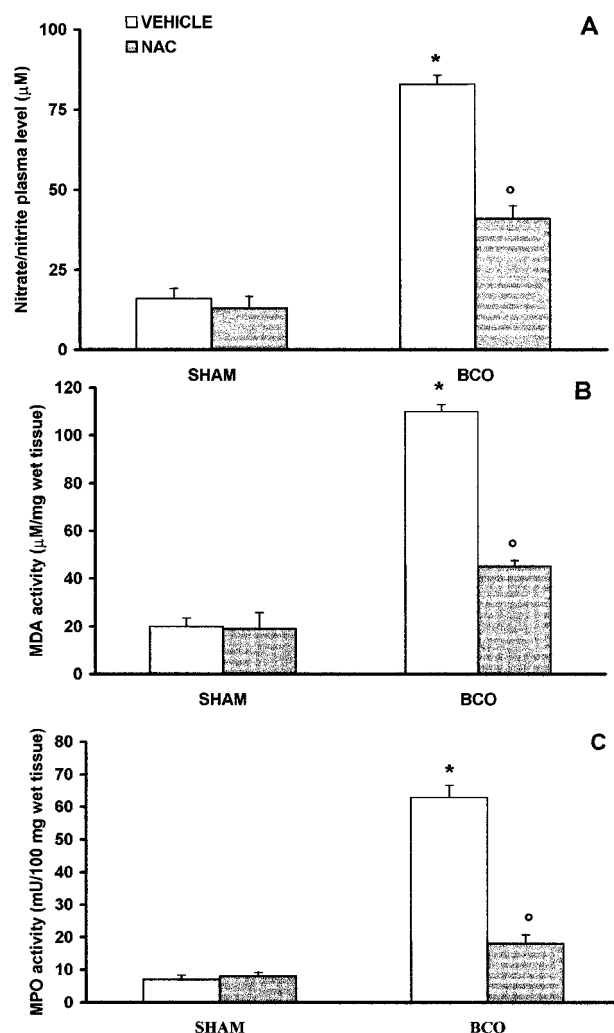 VEHICLE
NAC
A
Nitrate/nitrite plasma level (µM)
100
75
50
25
0
SHAM BCO
*
°
B
MDA activity (µM/mg wet tissue)
120
100
80
60
40
20
0
SHAM BCO
*
°
C
MPO activity (mU/100 mg wet tissue)
80
70
60
50
40
30
20
10
0
SHAM BCO
*
°